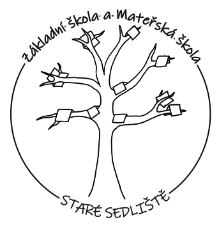 Základní škola a Mateřská škola
STARÉ SEDLIŠTĚ